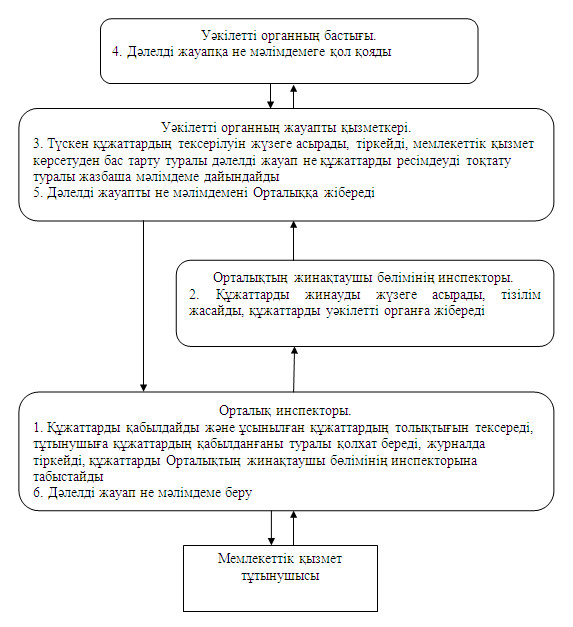 Уәкілетті органның бастығы.
4. Дәлелді жауапқа не мәлімдемеге қол қояды
Уәкілетті органның жауапты қызметкері.
3. Түскен құжаттардың тексерілуін жүзеге асырады, тіркейді, мемлекеттік қызмет
көрсетуден бас тарту туралы дәлелді жауап не құжаттарды ресімдеуді тоқтату
туралы жазбаша мәлімдеме дайындайды
5. Дәлелді жауапты не мәлімдемені Орталыққа жібереді
Орталықтың жинақтаушы бөлімінің инспекторы.
2. Құжаттарды жинауды жүзеге асырады, тізілім
жасайды, құжаттарды уәкілетті органға жібереді
Орталық инспекторы.
1. Құжаттарды қабылдайды және ұсынылған құжаттардың толықтығын тексереді,
тұтынушыға құжаттардың қабылданғаны туралы қолхат береді, журналда
тіркейді, құжаттарды Орталықтың жинақтаушы бөлімінің инспекторына
табыстайды
6. Дәлелді жауап не мәлімдеме беру
Мемлекеттік қызмет
тұтынушысы